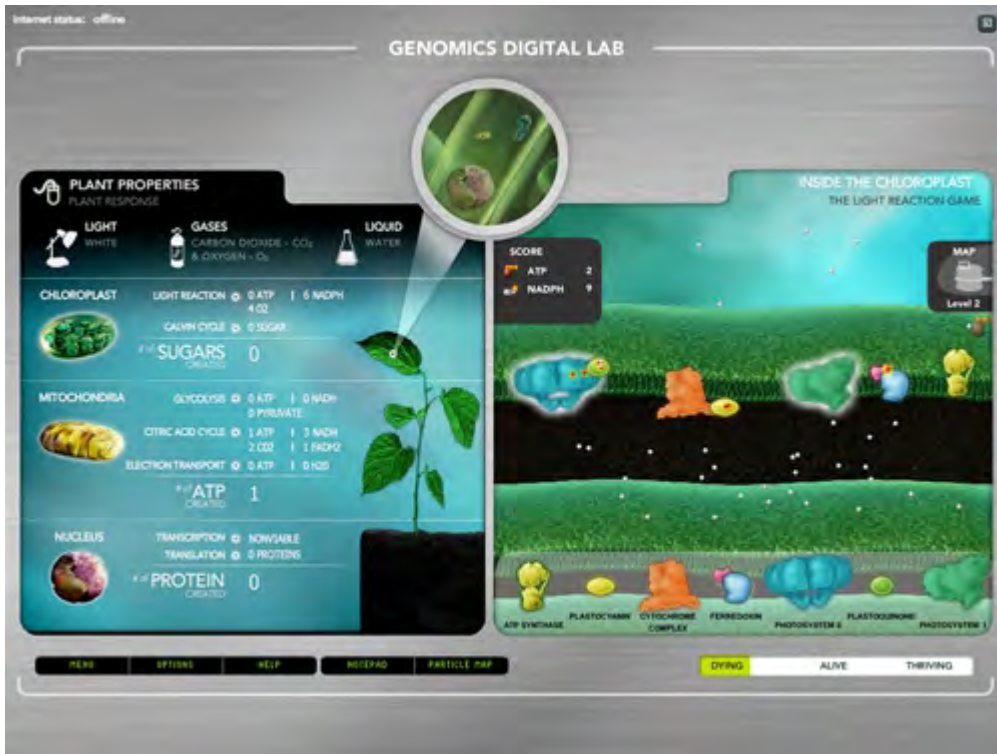 Internet status: offline
GENOMICS DIGITAL LAB
PLANT PROPERTIES
PLANT RESPONSE
LIGHT
WHITE
GASES
CARBON DIOXIDE - CO₂
& OXYGEN - O₂
LIQUID
WATER
CHLOROPLAST
LIGHT REACTION 0 ATP | 6 NADPH
4 O2
CALVIN CYCLE 0 SUGAR
# of SUGARS 0
CREATED
MITOCHONDRIA
GLYCOLYSIS 0 ATP | 0 NADH
0 PYRUVATE
CITRIC ACID CYCLE 1 ATP | 3 NADH
2 CO2 | 1 FADH2
ELECTRON TRANSPORT 0 ATP | 0 H2O
# of ATP 1
CREATED
NUCLEUS
TRANSCRIPTION NONVIABLE
TRANSLATION 0 PROTEINS
# of PROTEIN 0
CREATED
INSIDE THE CHLOROPLAST
THE LIGHT REACTION GAME
SCORE
ATP 2
NADPH 9
MAP
Level 2
ATP SYNTHASE
PLASTOCYANIN
CYTOCHROME
COMPLEX
FERREDOXIN
PHOTOSYSTEM II
PLASTOQUINONE
PHOTOSYSTEM 1
MENU
OPTIONS
HELP
NOTEPAD
PARTICLE MAP
DYING
ALIVE
THRIVING